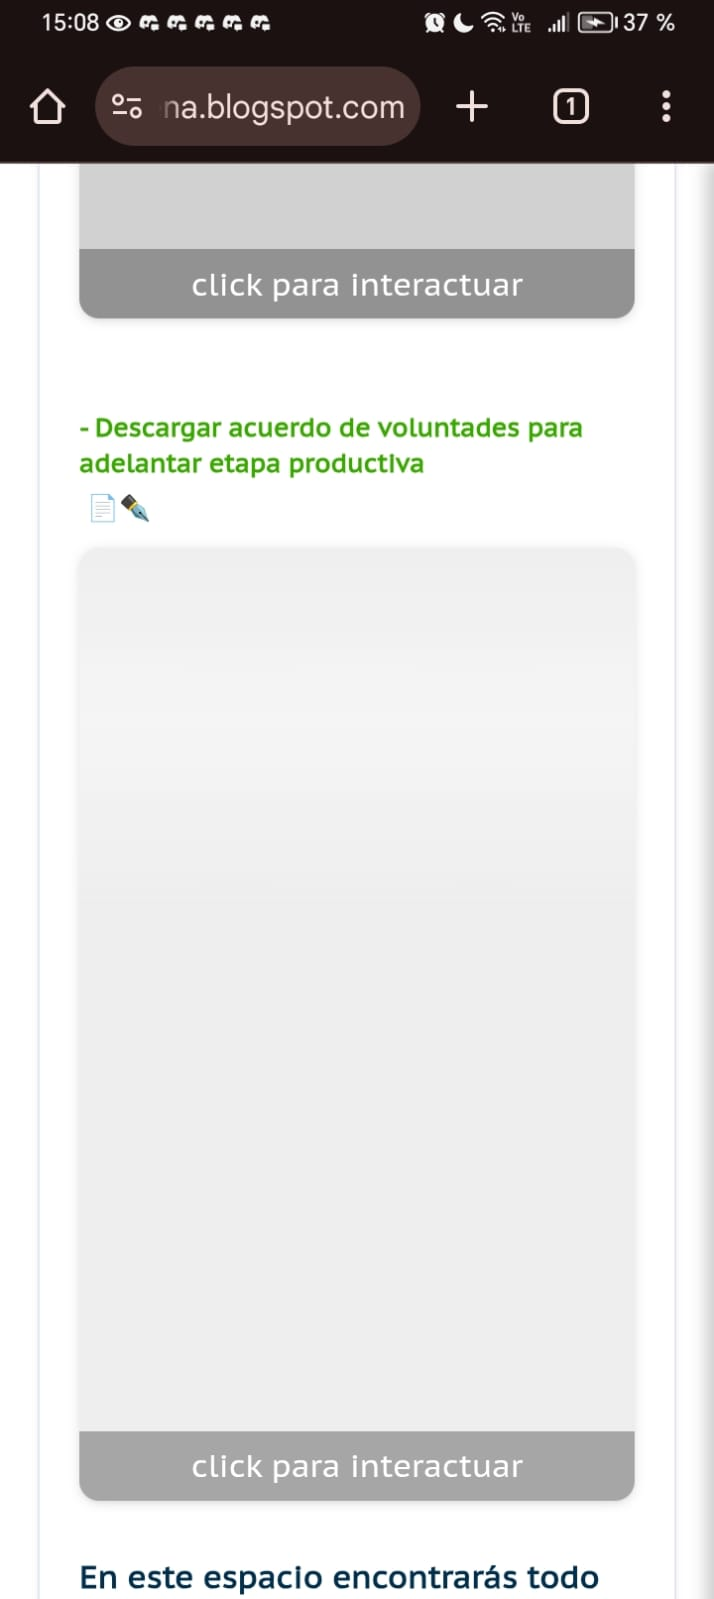 15:08
Vo
LTE
37 %
na.blogspot.com
1
click para interactuar
- Descargar acuerdo de voluntades para
adelantar etapa productiva
click para interactuar
En este espacio encontrarás todo